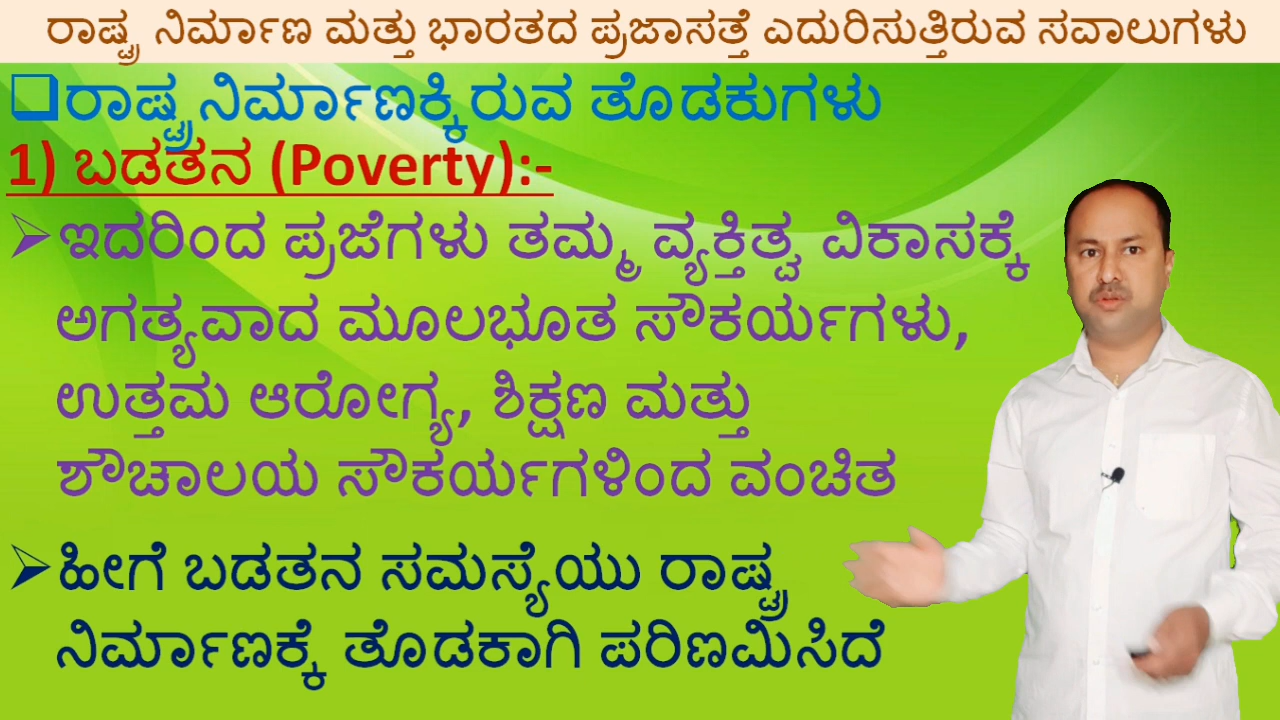 ರಾಷ್ಟ್ರ ನಿರ್ಮಾಣ ಮತ್ತು ಭಾರತದ ಪ್ರಜಾಸತ್ತೆ ಎದುರಿಸುತ್ತಿರುವ ಸವಾಲುಗಳು
❑ರಾಷ್ಟ್ರನಿರ್ಮಾಣಕ್ಕಿರುವ ತೊಡಕುಗಳು
1) ಬಡತನ (Poverty):-
➢ಇದರಿಂದ ಪ್ರಜೆಗಳು ತಮ್ಮ ವ್ಯಕ್ತಿತ್ವ ವಿಕಾಸಕ್ಕೆ
ಅಗತ್ಯವಾದ ಮೂಲಭೂತ ಸೌಕರ್ಯಗಳು,
ಉತ್ತಮ ಆರೋಗ್ಯ, ಶಿಕ್ಷಣ ಮತ್ತು
ಶೌಚಾಲಯ ಸೌಕರ್ಯಗಳಿಂದ ವಂಚಿತ
➢ಹೀಗೆ ಬಡತನ ಸಮಸ್ಯೆಯು ರಾಷ್ಟ್ರ
ನಿರ್ಮಾಣಕ್ಕೆ ತೊಡಕಾಗಿ ಪರಿಣಮಿಸಿದೆ